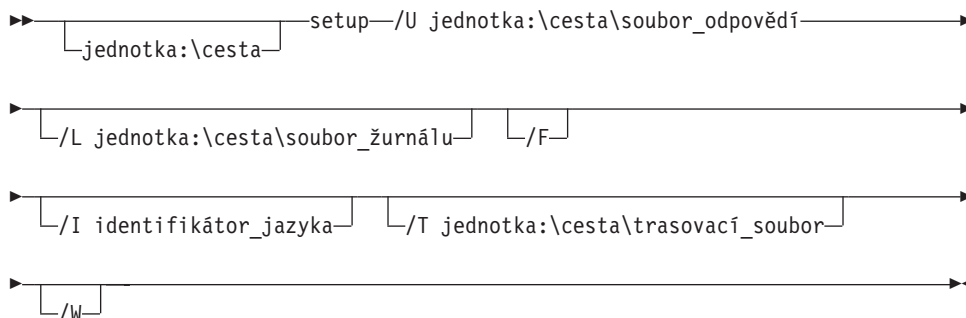 setup /U jednotka:\cesta\soubor_odpovědí
jednotka:\cesta
/L jednotka:\cesta\soubor_žurnálu /F
/I identifikátor_jazyka /T jednotka:\cesta\trasovací_soubor
/W